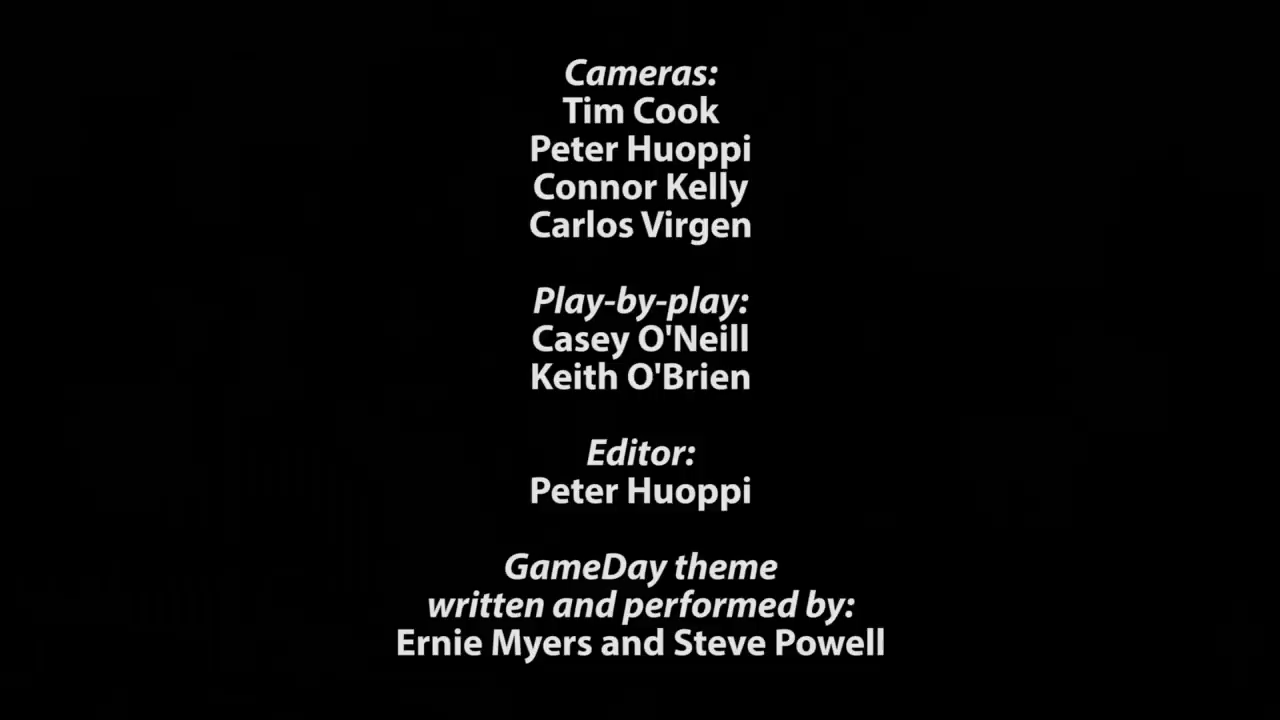 Cameras:
Tim Cook
Peter Huoppi
Connor Kelly
Carlos Virgen
Play-by-play:
Casey O'Neill
Keith O'Brien
Editor:
Peter Huoppi
GameDay theme
written and performed by:
Ernie Myers and Steve Powell